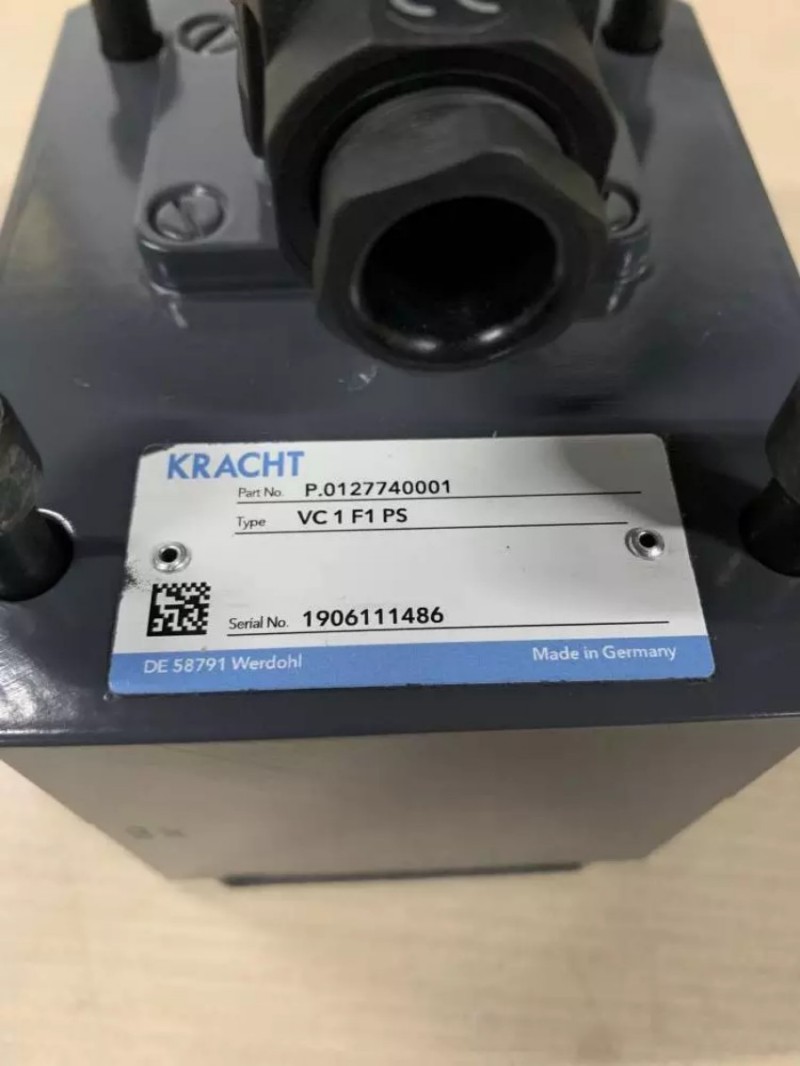 KRACHT
Part No. P.0127740001
Type VC 1 F1 PS
Serial No. 1906111486
DE 58791 Werdohl Made in Germany